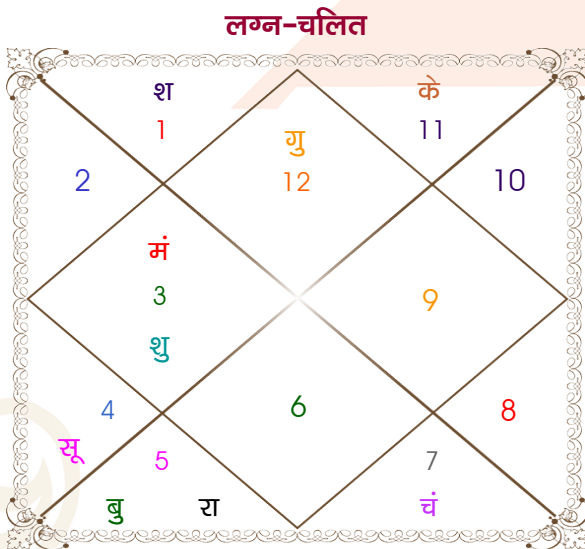 लग्न-चलित
श के
1 गु 11
2 12 10
मं
3 9
शु
4 6 8
सू 5 7
बु रा चं